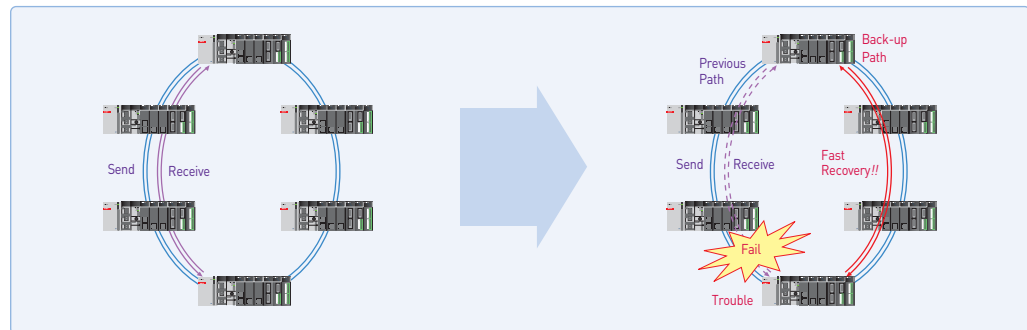 Send
Receive
Back-up
Path
Previous
Path
Send
Receive
Fast
Recovery!!
Fail
Trouble